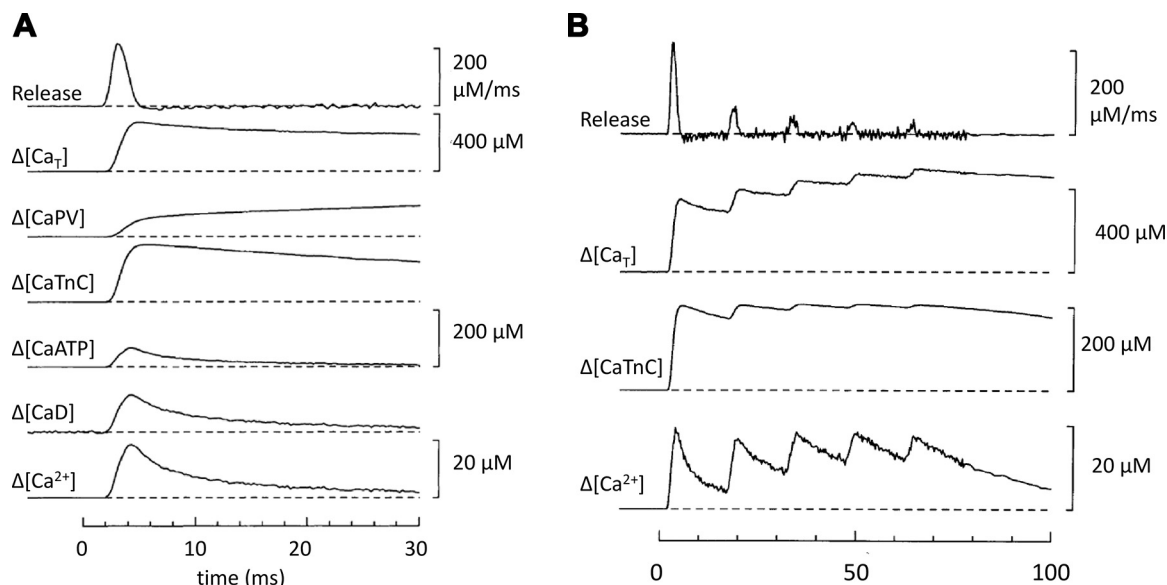 A
Release
200
μM/ms
Δ[Ca_T]
400 μM
Δ[CaPV]
Δ[CaTnC]
Δ[CaATP]
200 μM
Δ[CaD]
Δ[Ca²⁺]
20 μM
0 10 20 30
time (ms)
B
Release
200
μM/ms
Δ[Ca_T]
400 μM
Δ[CaTnC]
200 μM
Δ[Ca²⁺]
20 μM
0 50 100